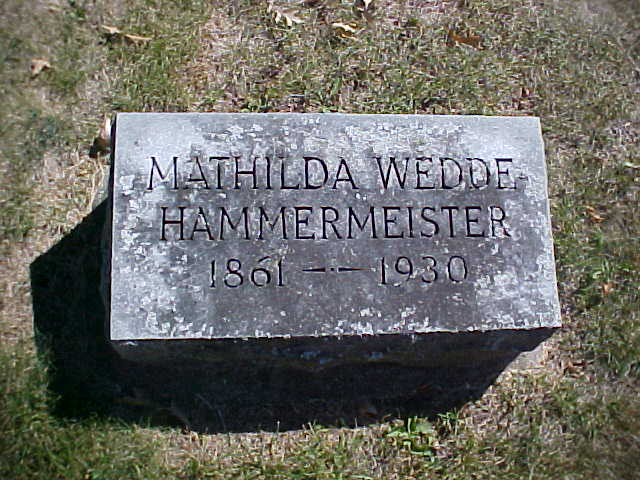 MATHILDA WEDDE-
HAMMERMEISTER
1861 — · — 1930